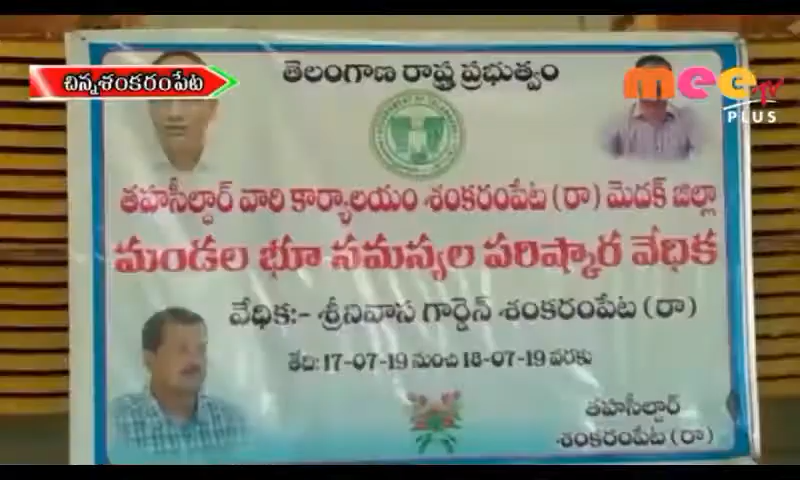 చిన్నశంకరంపేట
mee TV
PLUS
తెలంగాణ రాష్ట్ర ప్రభుత్వం
తహసీల్దార్ వారి కార్యాలయం శంకరంపేట (రా) మెదక్ జిల్లా
మండల భూ సమస్యల పరిష్కార వేధిక
వేధిక:- శ్రీనివాస గార్డెన్ శంకరంపేట (రా)
తేది: 17-07-19 నుంచి 18-07-19 వరకు
తహసీల్దార్
శంకరంపేట (రా)